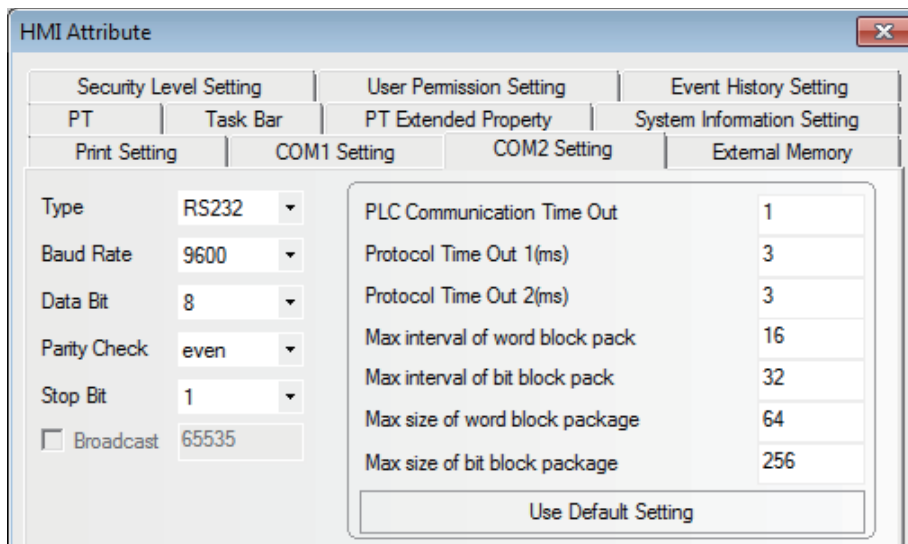 HMI Attribute
Security Level Setting User Permission Setting Event History Setting
PT Task Bar PT Extended Property System Information Setting
Print Setting COM1 Setting COM2 Setting External Memory
Type RS232
Baud Rate 9600
Data Bit 8
Parity Check even
Stop Bit 1
Broadcast 65535
PLC Communication Time Out 1
Protocol Time Out 1(ms) 3
Protocol Time Out 2(ms) 3
Max interval of word block pack 16
Max interval of bit block pack 32
Max size of word block package 64
Max size of bit block package 256
Use Default Setting